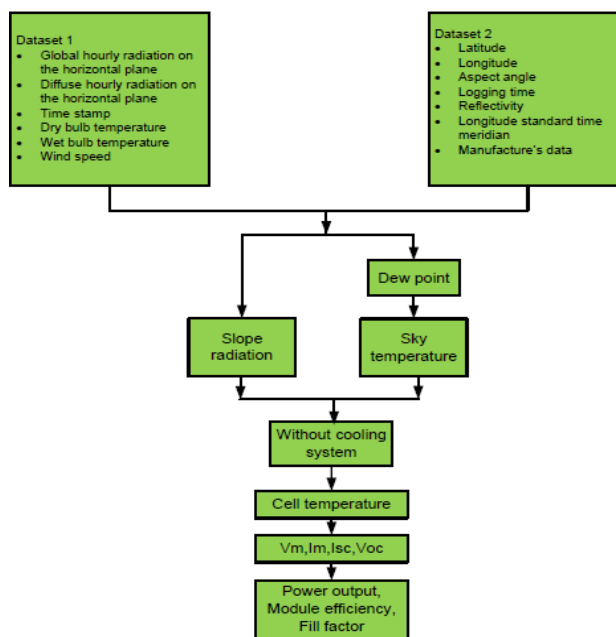 Dataset 1
• Global hourly radiation on
the horizontal plane
• Diffuse hourly radiation on
the horizontal plane
• Time stamp
• Dry bulb temperature
• Wet bulb temperature
• Wind speed
Dataset 2
• Latitude
• Longitude
• Aspect angle
• Logging time
• Reflectivity
• Longitude standard time
meridian
• Manufacture's data
Dew point
Slope
radiation
Sky
temperature
Without cooling
system
Cell temperature
Vm,Im,Isc,Voc
Power output,
Module efficiency,
Fill factor